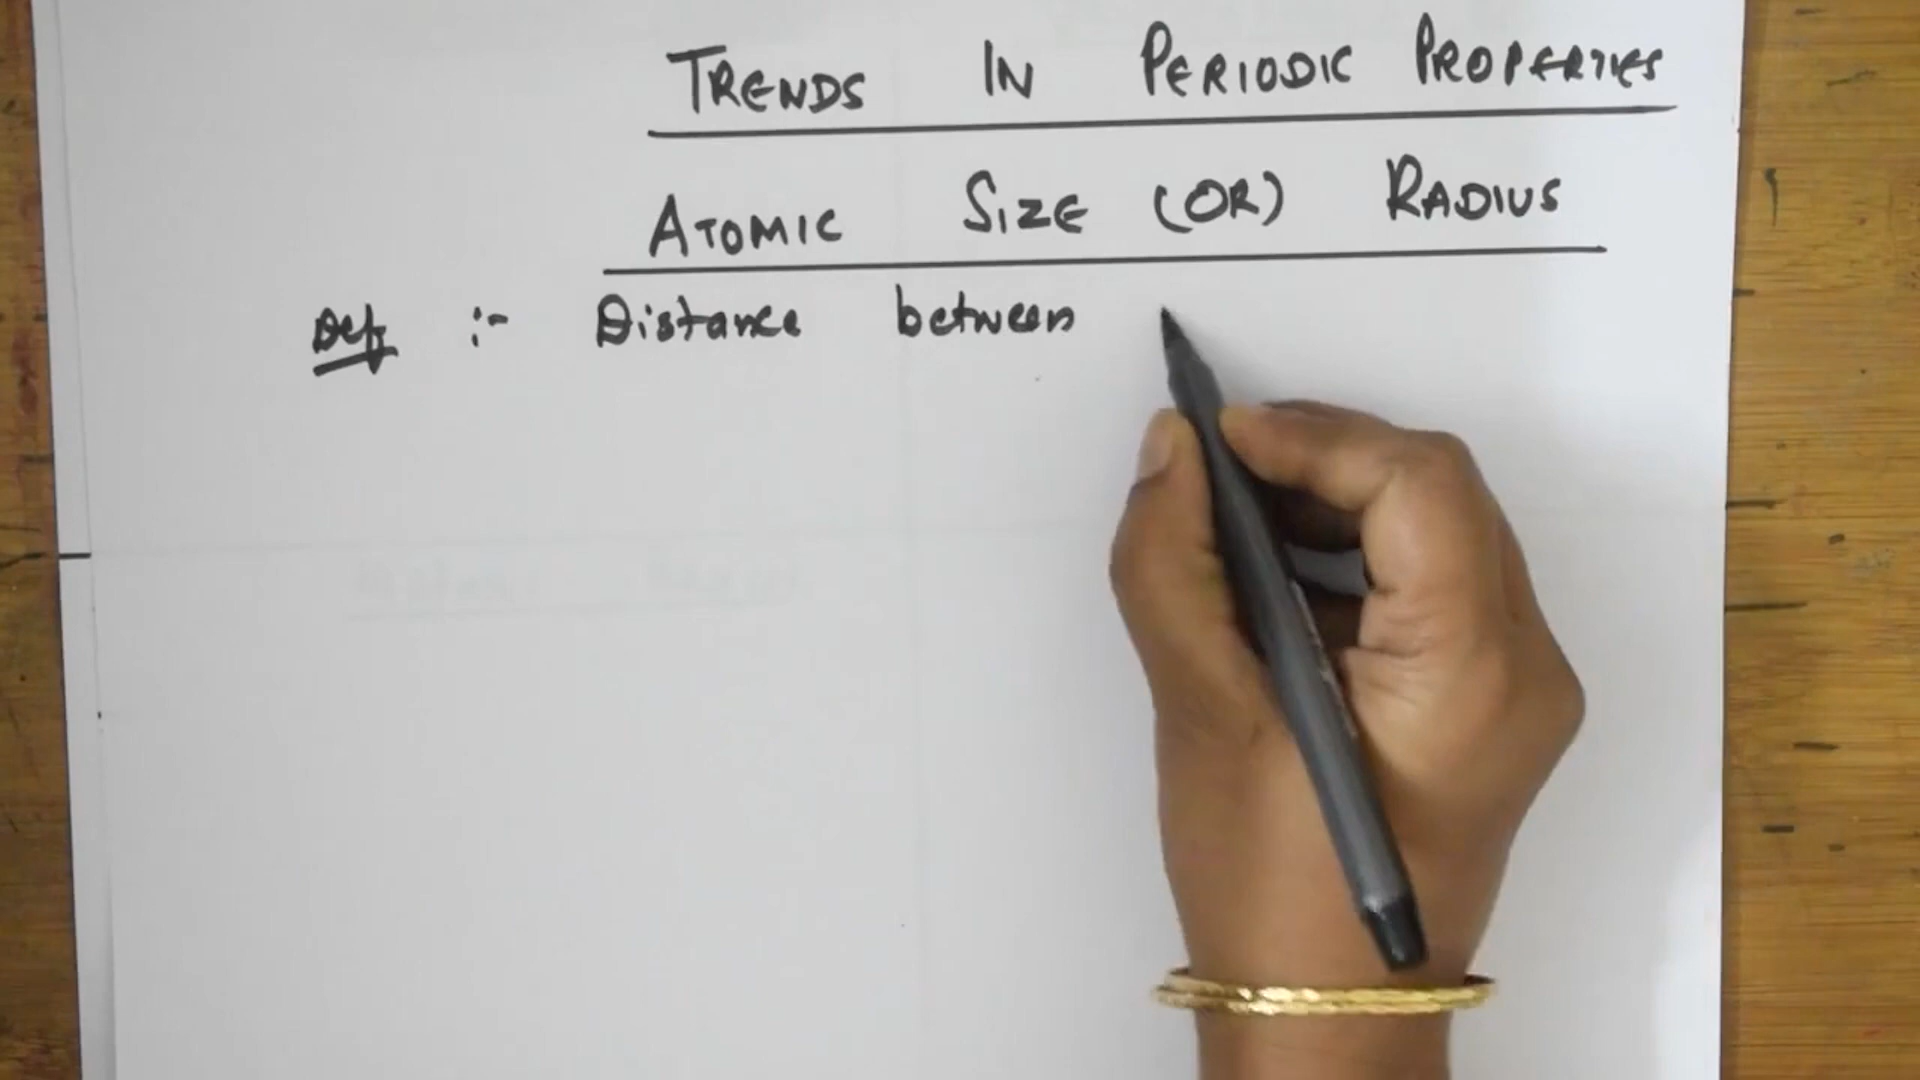 TRENDS IN PERIODIC PROPERTIES
ATOMIC SIZE (OR) RADIUS
Def :- Distance between